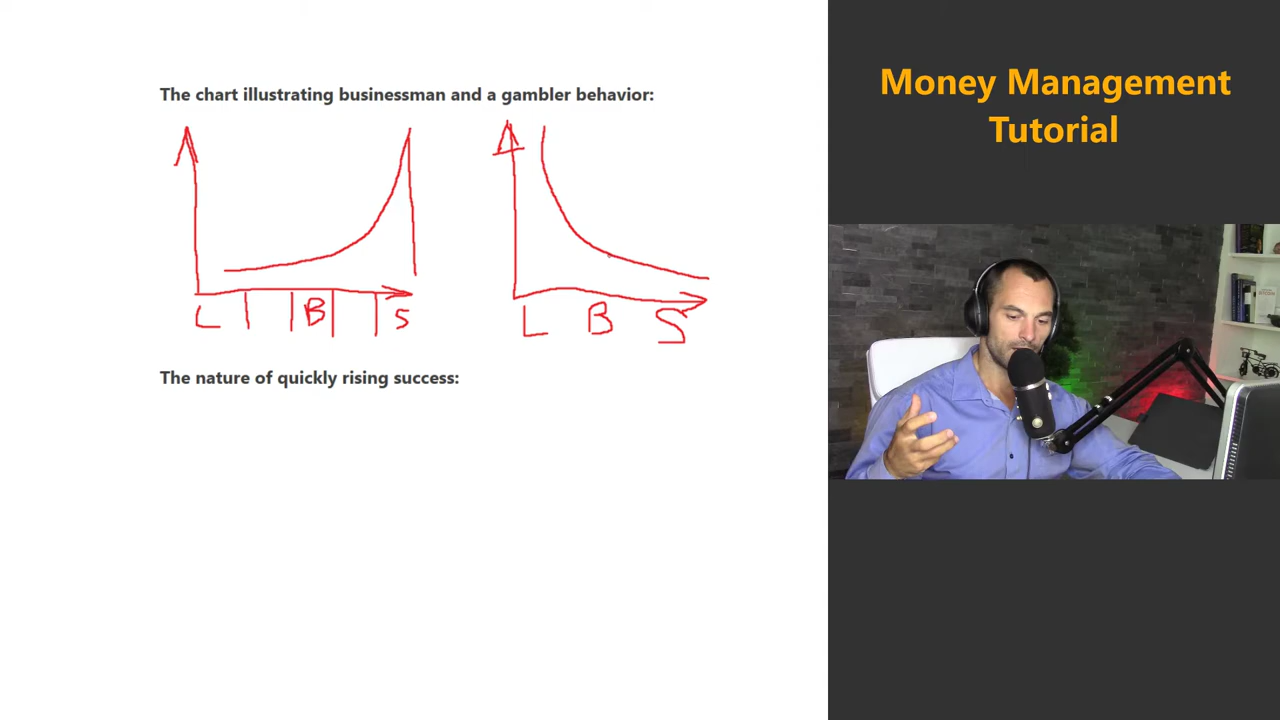 The chart illustrating businessman and a gambler behavior:
L B S
L B S
The nature of quickly rising success:
Money Management
Tutorial